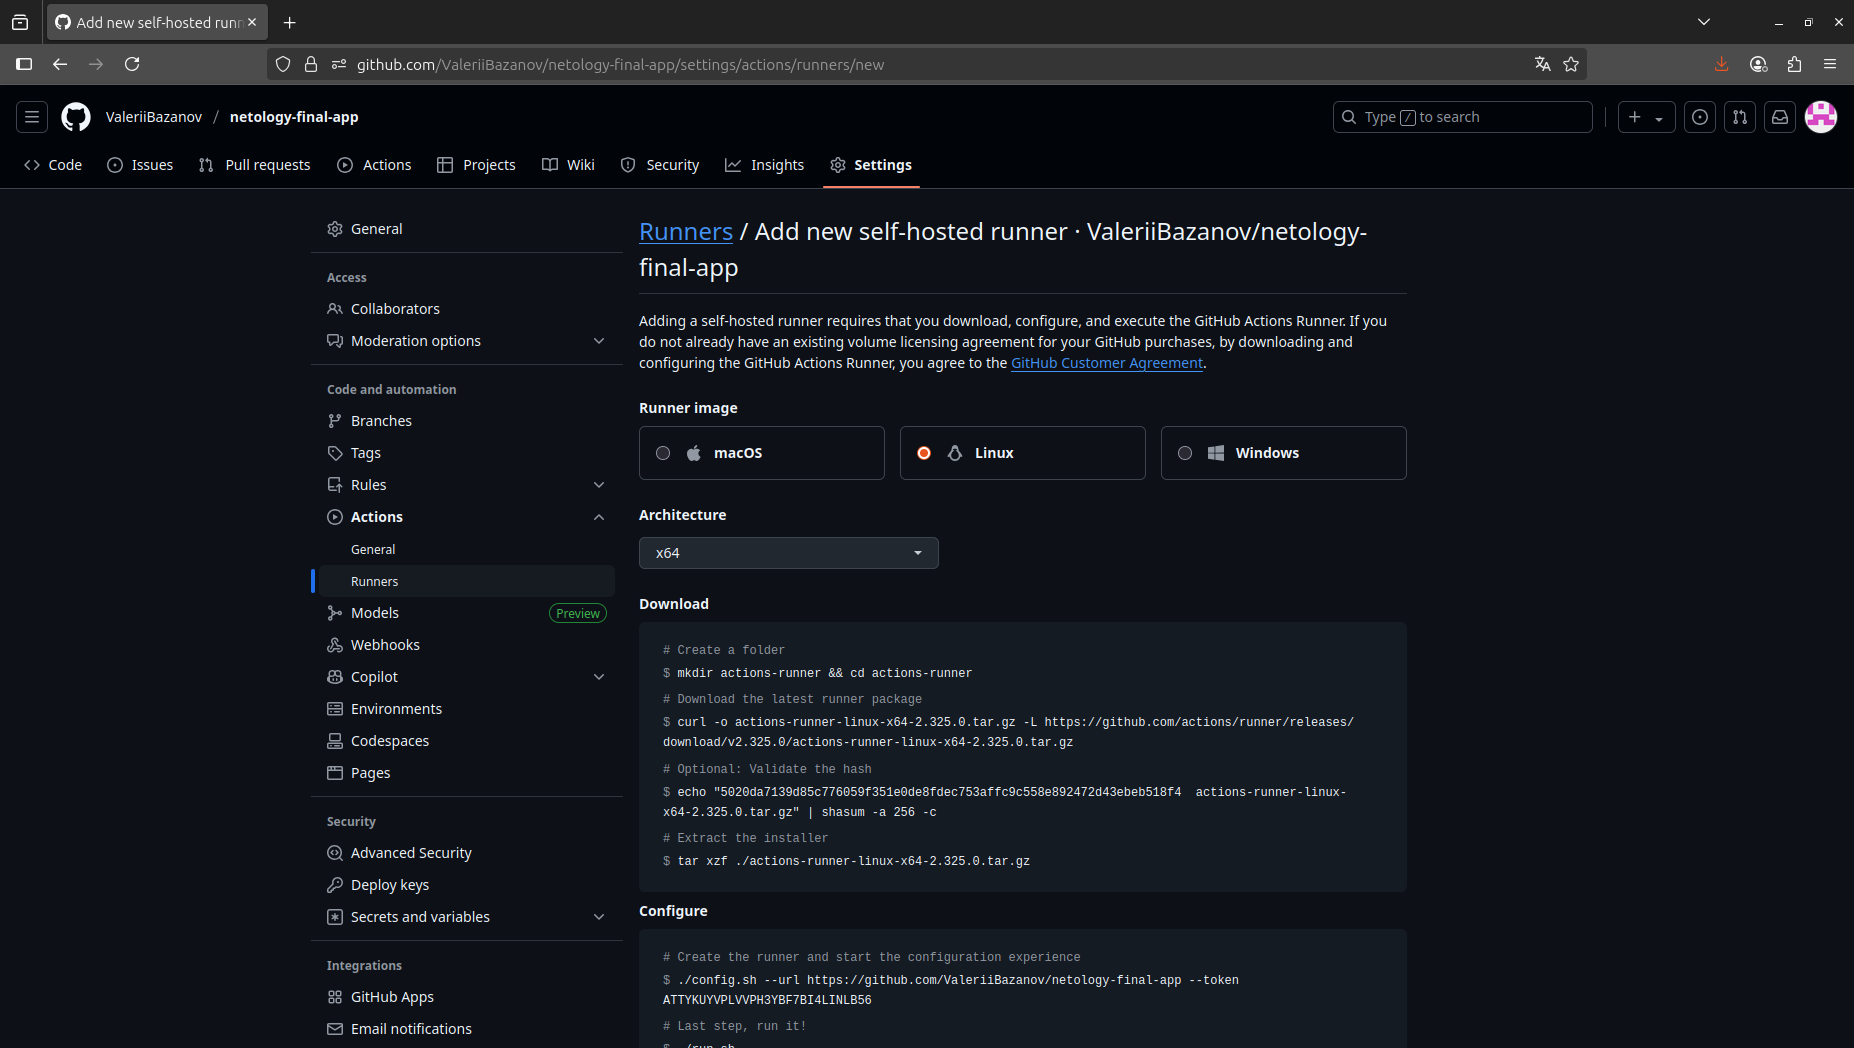 Add new self-hosted runn
github.com/ValeriiBazanov/netology-final-app/settings/actions/runners/new
ValeriiBazanov / netology-final-app
Type / to search
Code
Issues
Pull requests
Actions
Projects
Wiki
Security
Insights
Settings
General
Access
Collaborators
Moderation options
Code and automation
Branches
Tags
Rules
Actions
General
Runners
Models
Preview
Webhooks
Copilot
Environments
Codespaces
Pages
Security
Advanced Security
Deploy keys
Secrets and variables
Integrations
GitHub Apps
Email notifications
Runners / Add new self-hosted runner · ValeriiBazanov/netology-
final-app
Adding a self-hosted runner requires that you download, configure, and execute the GitHub Actions Runner. If you
do not already have an existing volume licensing agreement for your GitHub purchases, by downloading and
configuring the GitHub Actions Runner, you agree to the GitHub Customer Agreement.
Runner image
macOS
Linux
Windows
Architecture
x64
Download
# Create a folder
$ mkdir actions-runner && cd actions-runner
# Download the latest runner package
$ curl -o actions-runner-linux-x64-2.325.0.tar.gz -L https://github.com/actions/runner/releases/
download/v2.325.0/actions-runner-linux-x64-2.325.0.tar.gz
# Optional: Validate the hash
$ echo "5020da7139d85c776059f351e0de8fdec753affc9c558e892472d43ebeb518f4  actions-runner-linux-
x64-2.325.0.tar.gz" | shasum -a 256 -c
# Extract the installer
$ tar xzf ./actions-runner-linux-x64-2.325.0.tar.gz
Configure
# Create the runner and start the configuration experience
$ ./config.sh --url https://github.com/ValeriiBazanov/netology-final-app --token
ATTYKUYVPLVVPH3YBF7BI4LINLB56
# Last step, run it!
$ ./run.sh